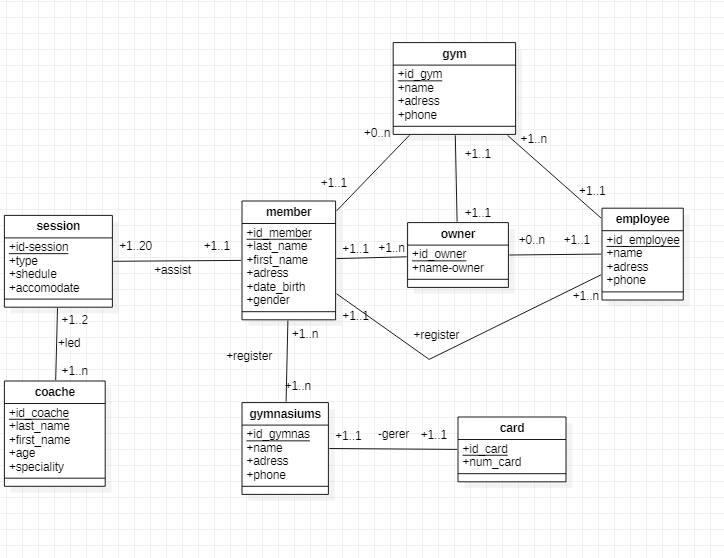 gym
+id_gym
+name
+adress
+phone
+0..n
+1..1
+1..n
+1..1
+1..1
+1..1
member
+id_member
+last_name
+first_name
+adress
+date_birth
+gender
session
+id-session
+type
+shedule
+accomodate
+1..20
+1..1
+assist
owner
+id_owner
+name-owner
+1..1
+1..n
+0..n
+1..1
employee
+id_employee
+name
+adress
+phone
+1..n
+1..1
+register
+1..2
+led
+1..n
+1..n
+register
+1..n
coache
+id_coache
+last_name
+first_name
+age
+speciality
gymnasiums
+id_gymnas
+name
+adress
+phone
+1..1
-gerer
+1..1
card
+id_card
+num_card